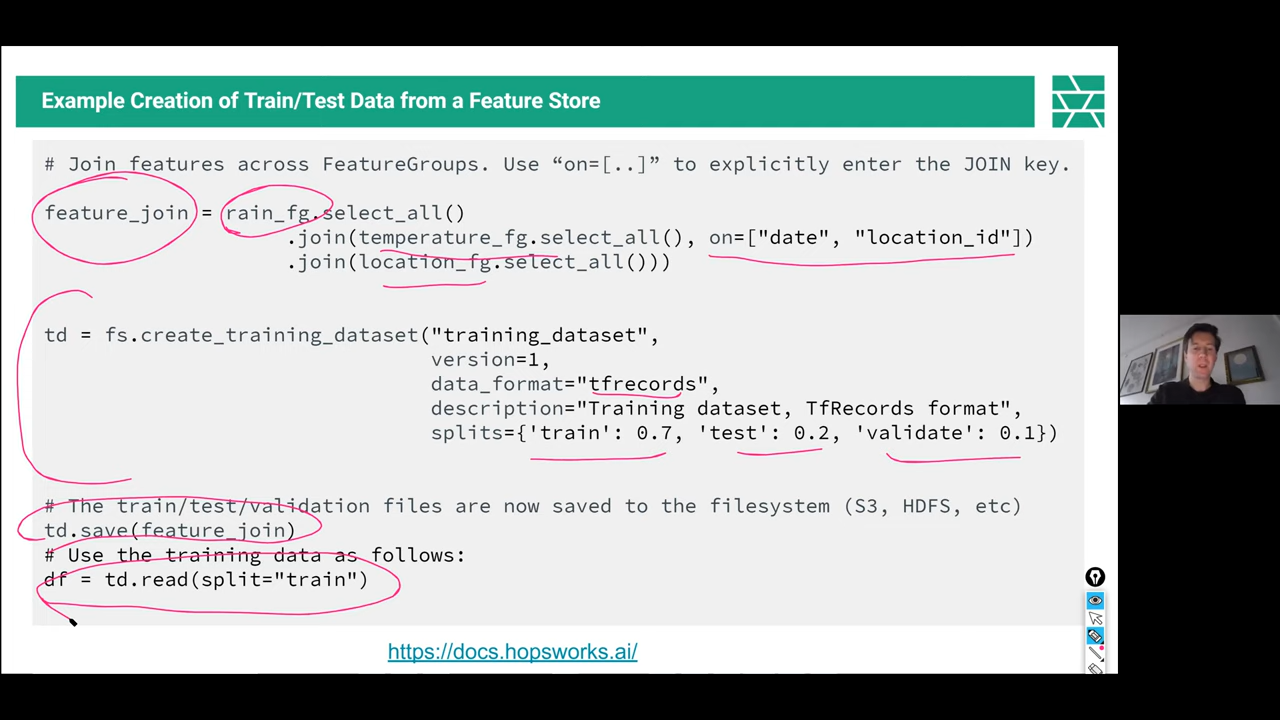 Example Creation of Train/Test Data from a Feature Store
# Join features across FeatureGroups. Use “on=[..]” to explicitly enter the JOIN key.
feature_join = rain_fg.select_all()
.join(temperature_fg.select_all(), on=["date", "location_id"])
.join(location_fg.select_all()))
td = fs.create_training_dataset("training_dataset",
version=1,
data_format="tfrecords",
description="Training dataset, TfRecords format",
splits={'train': 0.7, 'test': 0.2, 'validate': 0.1})
# The train/test/validation files are now saved to the filesystem (S3, HDFS, etc)
td.save(feature_join)
# Use the training data as follows:
df = td.read(split="train")
https://docs.hopsworks.ai/